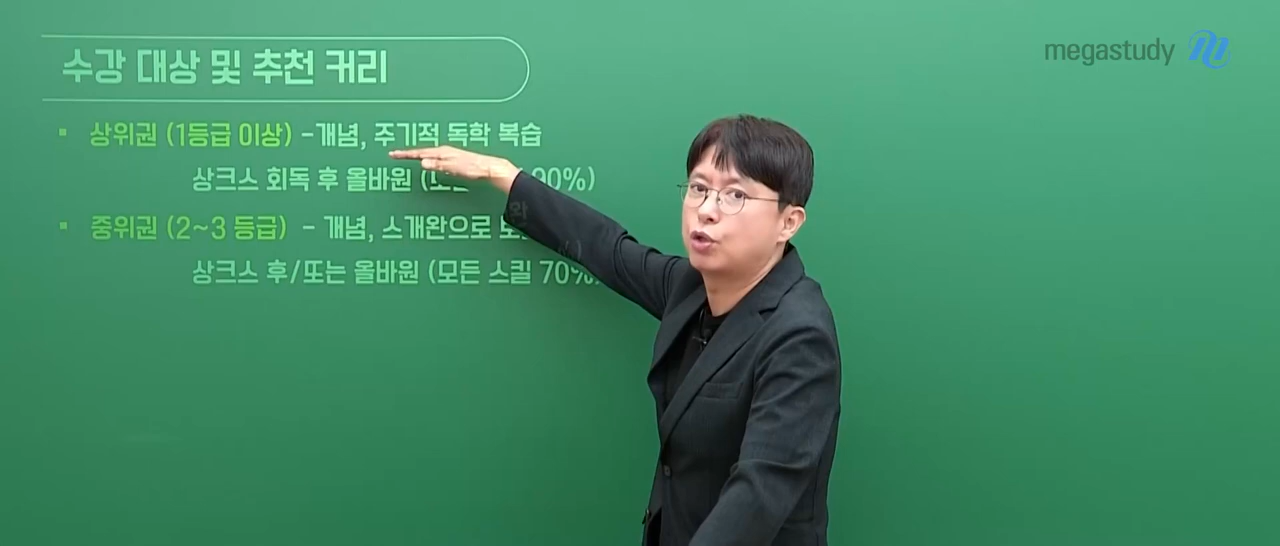 수강 대상 및 추천 커리
megastudy
▪ 상위권 (1등급 이상) - 개념, 주기적 독학 복습
상크스 회독 후 올바원 (모든 90%)
▪ 중위권 (2~3 등급) - 개념, 스개완으로
상크스 후/또는 올바원 (모든 스킬 70%)